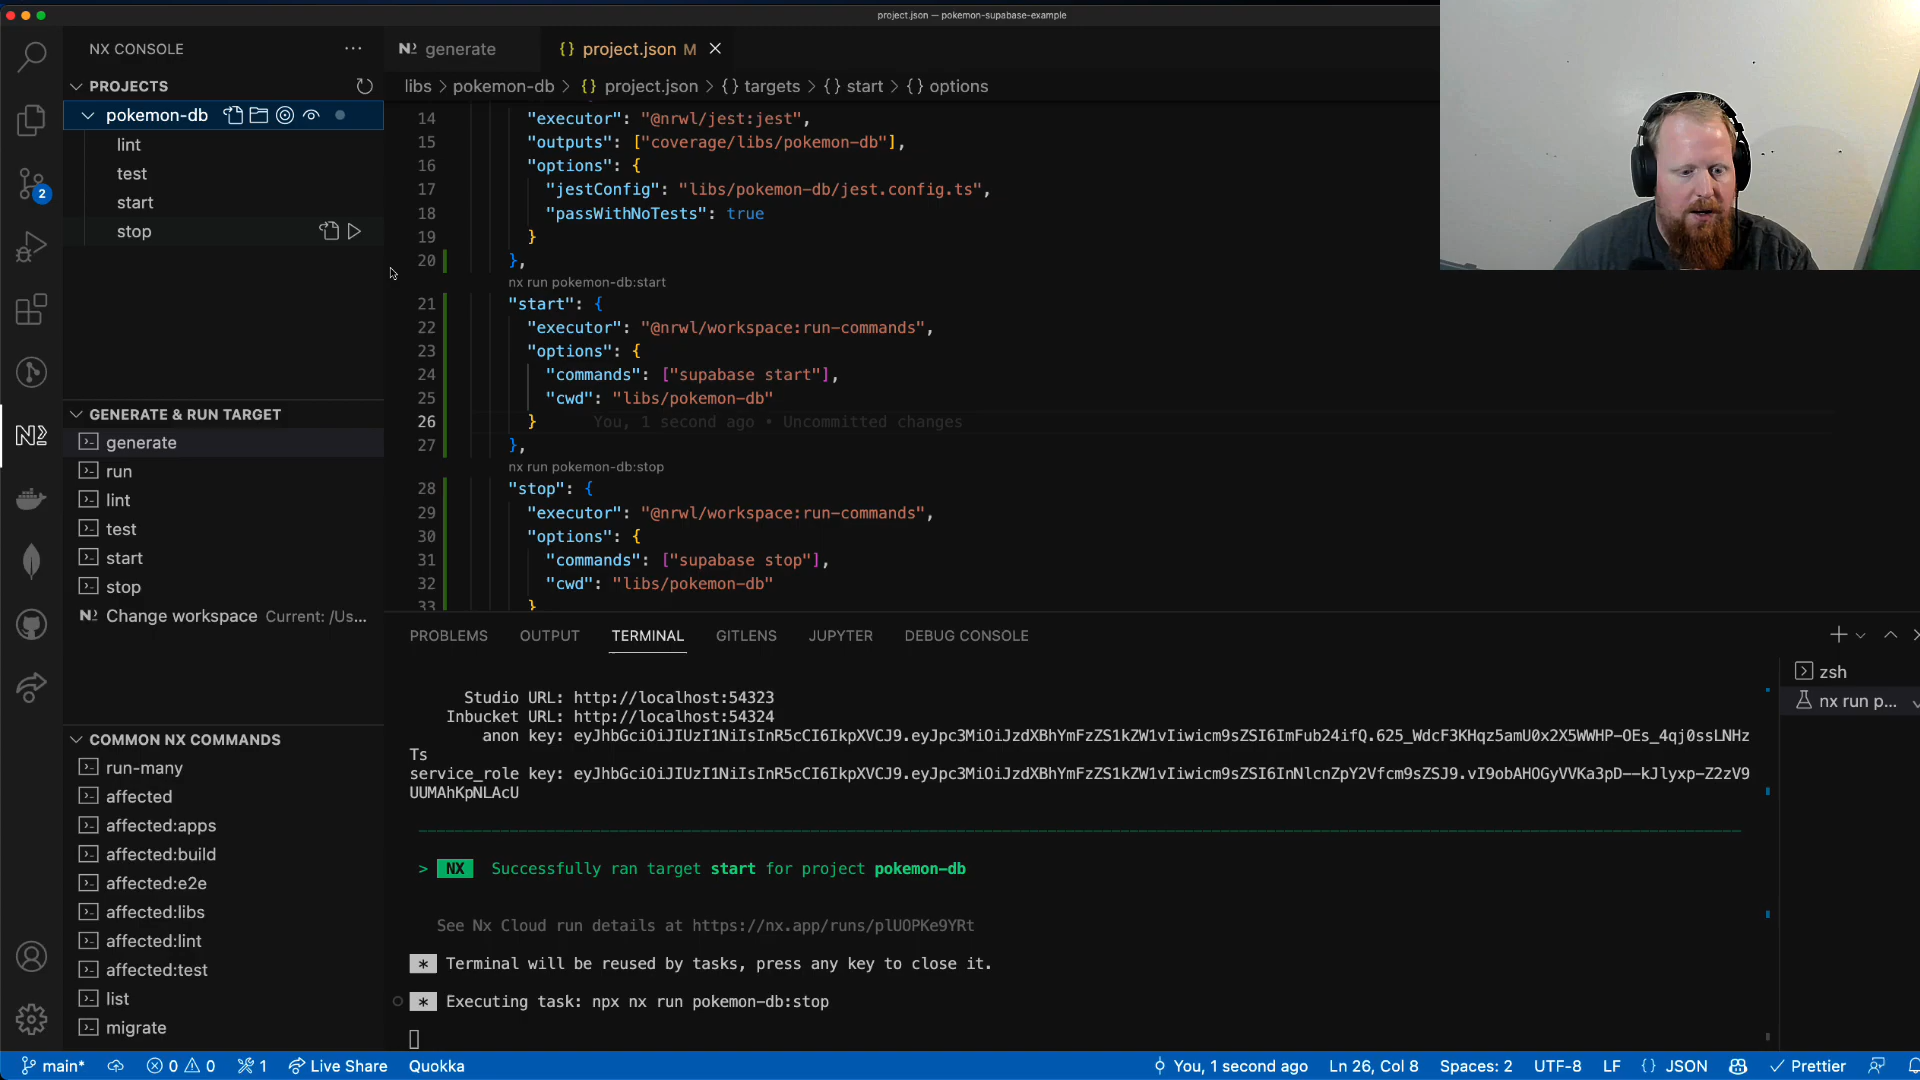 project.json — pokemon-supabase-example
NX CONSOLE
PROJECTS
pokemon-db
lint
test
start
stop
GENERATE & RUN TARGET
generate
run
lint
test
start
stop
Change workspace Current: /Us...
COMMON NX COMMANDS
run-many
affected
affected:apps
affected:build
affected:e2e
affected:libs
affected:lint
affected:test
list
migrate
2
generate
{} project.json M
libs > pokemon-db > {} project.json > {} targets > {} start > {} options
14 "executor": "@nrwl/jest:jest",
15 "outputs": ["coverage/libs/pokemon-db"],
16 "options": {
17 "jestConfig": "libs/pokemon-db/jest.config.ts",
18 "passWithNoTests": true
19 }
20 },
nx run pokemon-db:start
21 "start": {
22 "executor": "@nrwl/workspace:run-commands",
23 "options": {
24 "commands": ["supabase start"],
25 "cwd": "libs/pokemon-db"
26 } You, 1 second ago • Uncommitted changes
27 },
nx run pokemon-db:stop
28 "stop": {
29 "executor": "@nrwl/workspace:run-commands",
30 "options": {
31 "commands": ["supabase stop"],
32 "cwd": "libs/pokemon-db"
33 }
PROBLEMS OUTPUT TERMINAL GITLENS JUPYTER DEBUG CONSOLE
zsh
nx run p...
Studio URL: http://localhost:54323
Inbucket URL: http://localhost:54324
anon key: eyJhbGciOiJIUzI1NiIsInR5cCI6IkpXVCJ9.eyJpc3MiOiJzdXBhYmFzZS1kZW1vIiwicm9sZSI6ImFub24ifQ.625_WdcF3KHqz5amU0x2X5WWHP-OEs_4qj0ssLNHz
Ts
service_role key: eyJhbGciOiJIUzI1NiIsInR5cCI6IkpXVCJ9.eyJpc3MiOiJzdXBhYmFzZS1kZW1vIiwicm9sZSI6InNlcnZpY2Vfcm9sZSJ9.vI9obAHOGyVVKa3pD--kJlyxp-Z2zV9
UUMAhKpNLAcU
> NX Successfully ran target start for project pokemon-db
See Nx Cloud run details at https://nx.app/runs/plUOPKe9YRt
* Terminal will be reused by tasks, press any key to close it.
* Executing task: npx nx run pokemon-db:stop
main* 0 0 1 Live Share Quokka You, 1 second ago Ln 26, Col 8 Spaces: 2 UTF-8 LF {} JSON Prettier